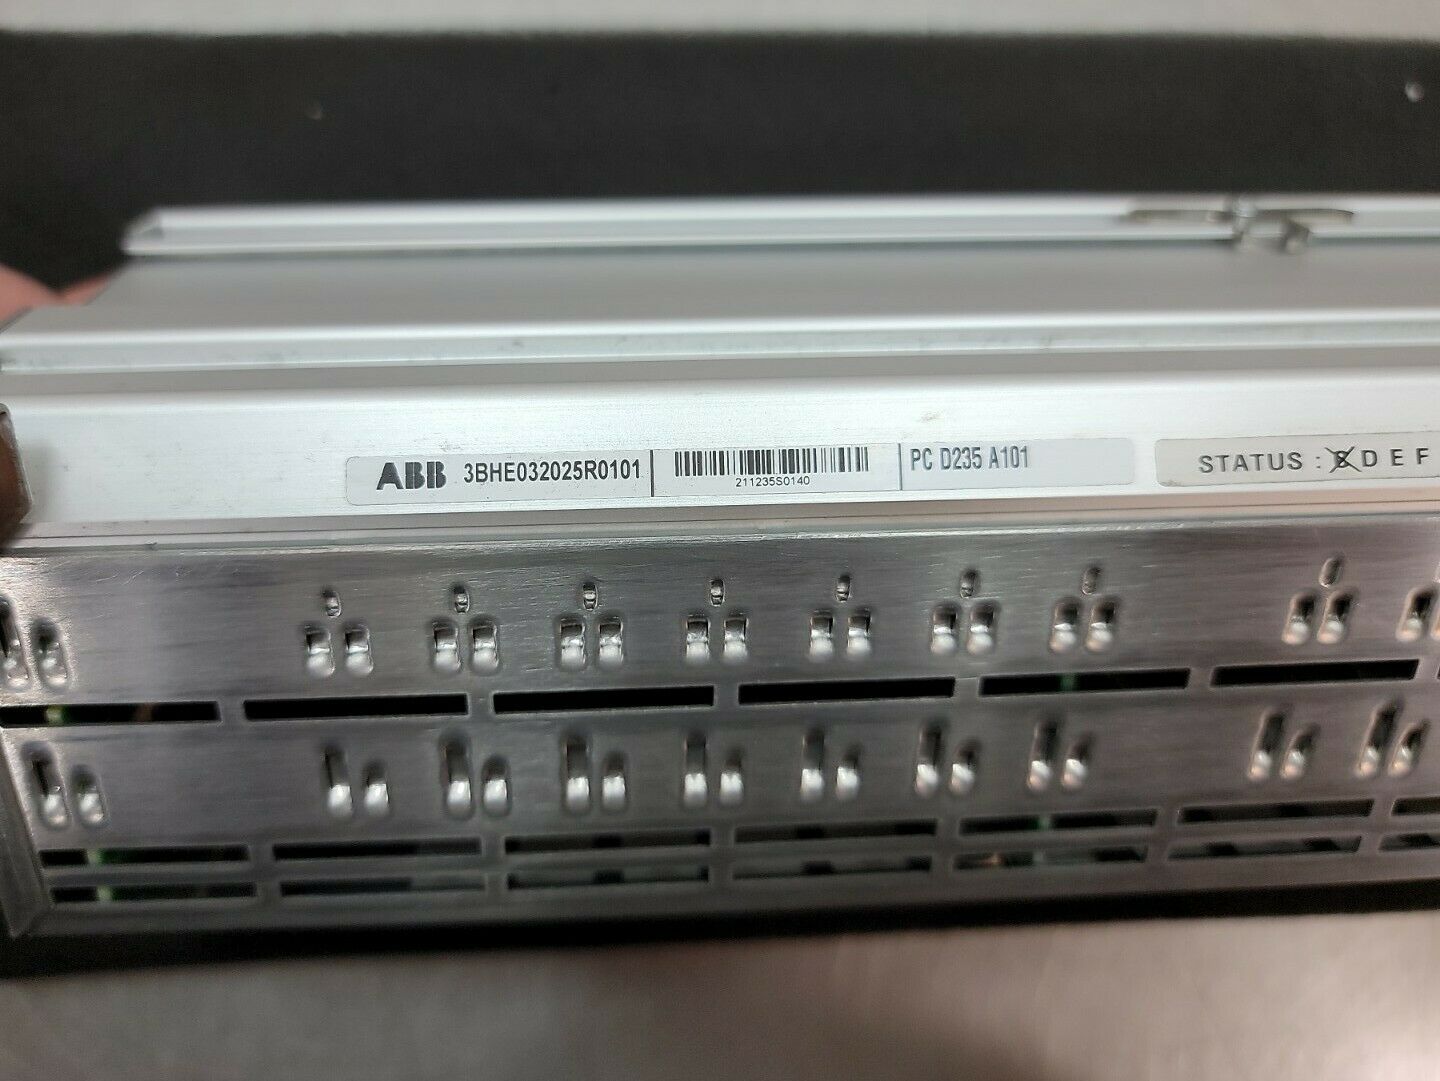 ABB 3BHE032025R0101
211235S0140
PC D235 A101
STATUS : D E F